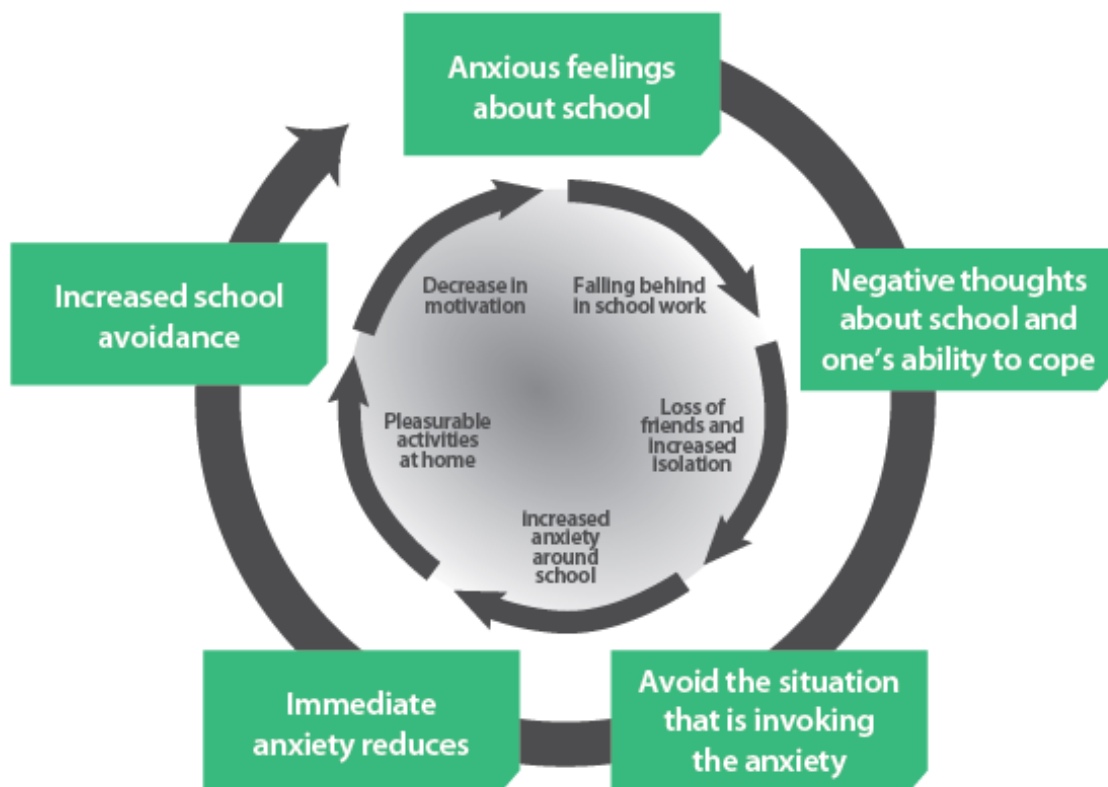 Anxious feelings
about school
Negative thoughts
about school and
one's ability to cope
Avoid the situation
that is invoking
the anxiety
Immediate
anxiety reduces
Increased school
avoidance
Falling behind
in school work
Loss of
friends and
increased
isolation
Increased
anxiety
around
school
Pleasurable
activities
at home
Decrease in
motivation